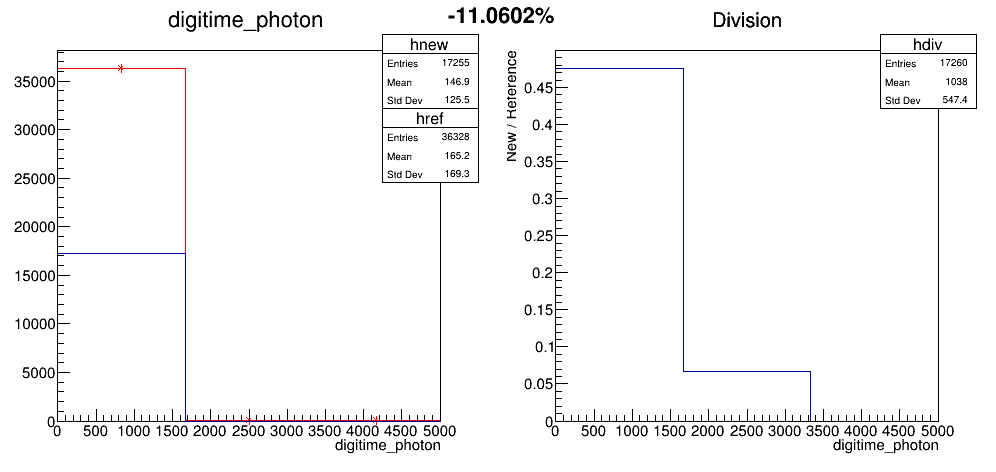 -11.0602%
digitime_photon
hnew
Entries 17255
Mean 146.9
Std Dev 125.5
href
Entries 36328
Mean 165.2
Std Dev 169.3
35000
30000
25000
20000
15000
10000
5000
0
0 500 1000 1500 2000 2500 3000 3500 4000 4500 5000
digitime_photon
Division
hdiv
Entries 17260
Mean 1038
Std Dev 547.4
New / Reference
0.45
0.4
0.35
0.3
0.25
0.2
0.15
0.1
0.05
0
0 500 1000 1500 2000 2500 3000 3500 4000 4500 5000
digitime_photon